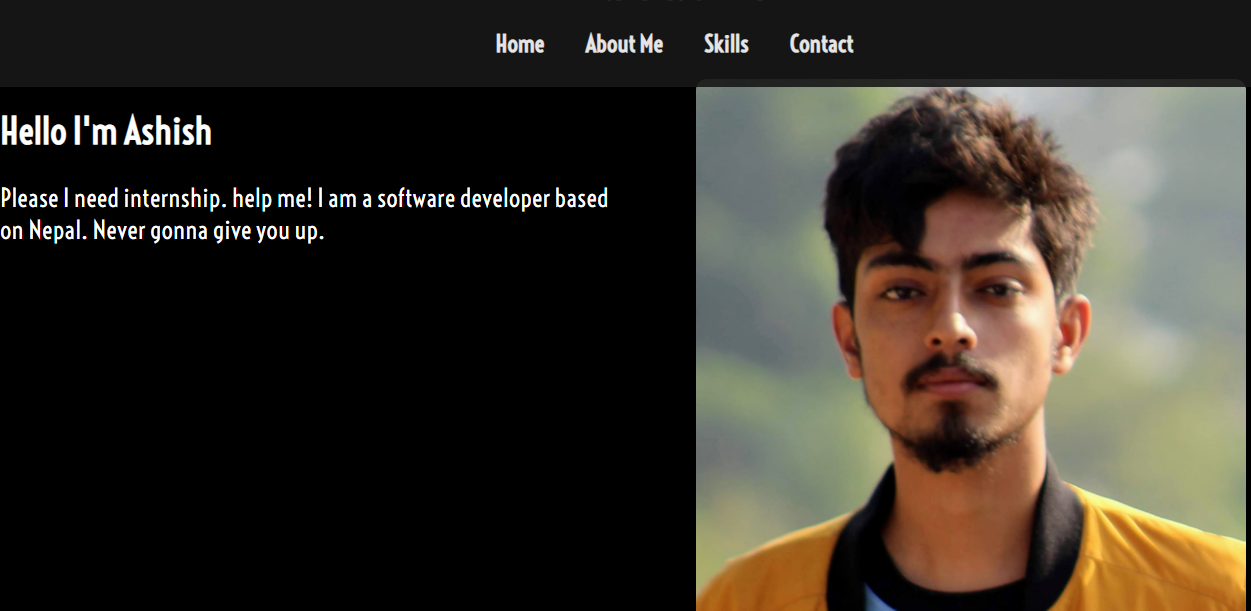 Home About Me Skills Contact
Hello I'm Ashish
Please I need internship. help me! I am a software developer based
on Nepal. Never gonna give you up.